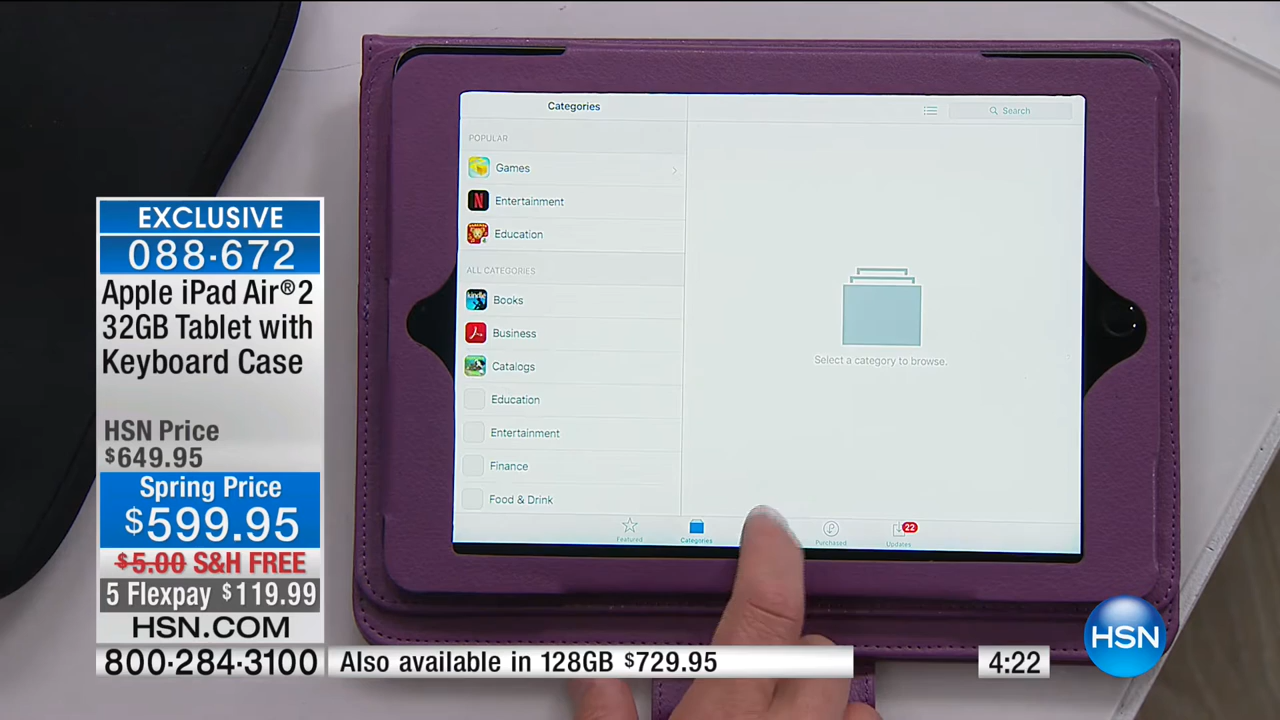 EXCLUSIVE
088-672
Apple iPad Air® 2
32GB Tablet with
Keyboard Case
HSN Price
$649.95
Spring Price
$599.95
$5.00 S&H FREE
5 Flexpay $119.99
HSN.COM
800-284-3100
Also available in 128GB $729.95
4:22
HSN
Categories
Search
POPULAR
Games
N
Entertainment
4
Education
ALL CATEGORIES
kindle
Books
Business
Catalogs
Education
Entertainment
Finance
Food & Drink
Select a category to browse.
Featured
Categories
Purchased
22
Updates